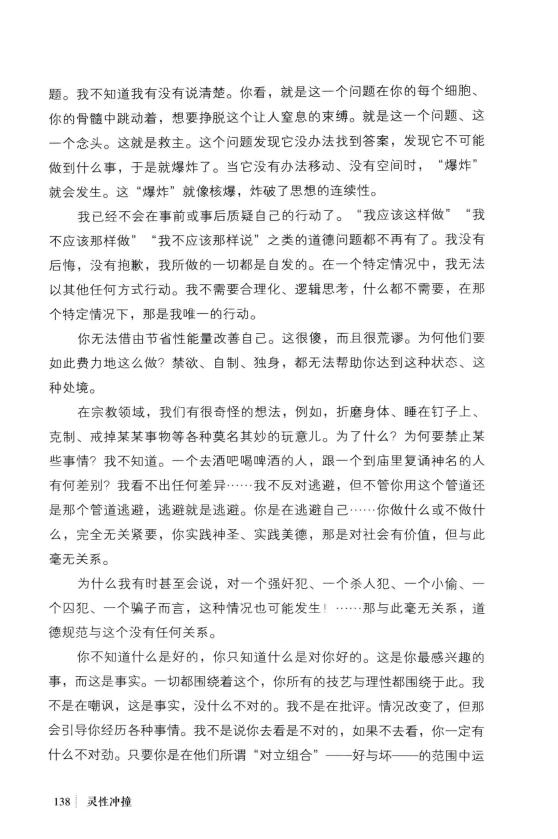 题。我不知道我有没有说清楚。你看，就是这一个问题在你的每个细胞、
你的骨髓中跳动着，想要挣脱这个让人窒息的束缚。就是这一个问题、这
一个念头。这就是救主。这个问题发现它没办法找到答案，发现它不可能
做到什么事，于是就爆炸了。当它没有办法移动、没有空间时，“爆炸”
就会发生。这“爆炸”就像核爆，炸破了思想的连续性。
我已经不会在事前或事后质疑自己的行动了。“我应该这样做”“我
不应该那样做”“我不应该那样说”之类的道德问题都不再有了。我没有
后悔，没有抱歉，我所做的一切都是自发的。在一个特定情况中，我无法
以其他任何方式行动。我不需要合理化、逻辑思考，什么都不需要，在那
个特定情况下，那是我唯一的行动。
你无法借由节省性能量改善自己。这很傻，而且很荒谬。为何他们要
如此费力地这么做？禁欲、自制、独身，都无法帮助你达到这种状态、这
种处境。
在宗教领域，我们有很奇怪的想法，例如，折磨身体、睡在钉子上、
克制、戒掉某某事物等各种莫名其妙的玩意儿。为了什么？为何要禁止某
些事情？我不知道。一个去酒吧喝啤酒的人，跟一个到庙里复诵神名的人
有何差别？我看不出任何差异……我不反对逃避，但不管你用这个管道还
是那个管道逃避，逃避就是逃避。你是在逃避自己……你做什么或不做什
么，完全无关紧要，你实践神圣、实践美德，那是对社会有价值，但与此
毫无关系。
为什么我有时甚至会说，对一个强奸犯、一个杀人犯、一个小偷、一
个囚犯、一个骗子而言，这种情况也可能发生！……那与此毫无关系，道
德规范与这个没有任何关系。
你不知道什么是好的，你只知道什么是对你好的。这是你最感兴趣的
事，而这是事实。一切都围绕着这个，你所有的技艺与理性都围绕于此。我
不是在嘲讽，这是事实，没什么不对的。我不是在批评。情况改变了，但那
会引导你经历各种事情。我不是说你去看是不对的，如果不去看，你一定有
什么不对劲。只要你是在他们所谓“对立组合”——好与坏——的范围中运
138 灵性冲撞